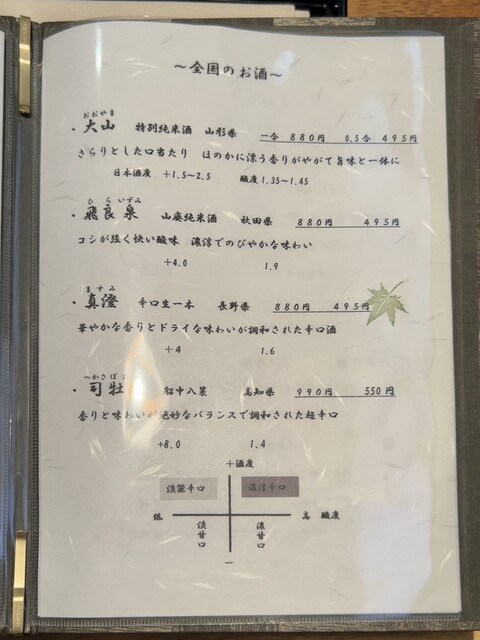 ～全国のお酒～
おおやま
・大山 特別純米酒 山形県 一合 880円 0.5合 495円
さらりとした口当たり ほのかに漂う香りがやがて旨味と一体に
日本酒度 +1.5～2.5 酸度1.35～1.45
ひらいずみ
・飛良泉 山廃純米酒 秋田県 880円 495円
コシが強く快い酸味 濃淳でのびやかな味わい
+4.0 1.9
ますみ
・真澄 辛口生一本 長野県 880円 495円
華やかな香りとドライな味わいが調和された辛口酒
+4 1.6
つかさぼ
・司牡 船中八策 高知県 990円 550円
香りと味わいが絶妙なバランスで調和された超辛口
+8.0 1.4
+酒度
淡麗辛口 濃淳辛口
低 高 酸度
淡甘口 濃甘口
－